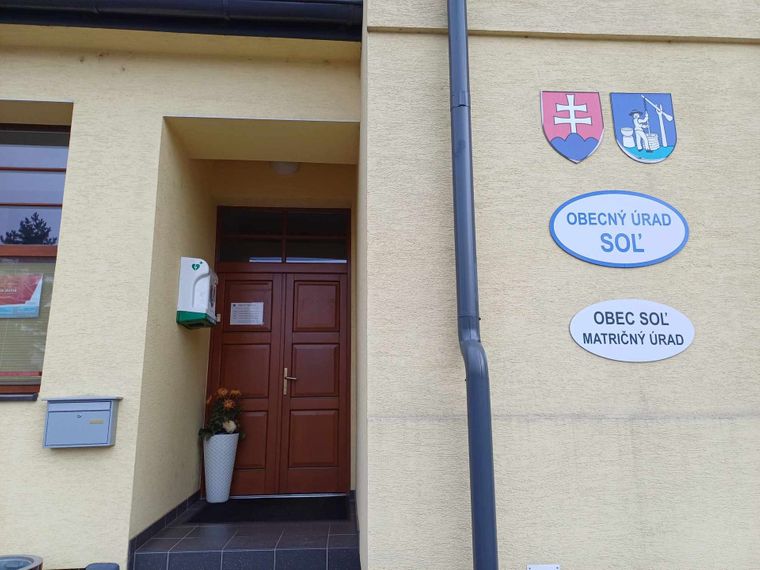 OBECNÝ ÚRAD
SOĽ
OBEC SOĽ
MATRIČNÝ ÚRAD